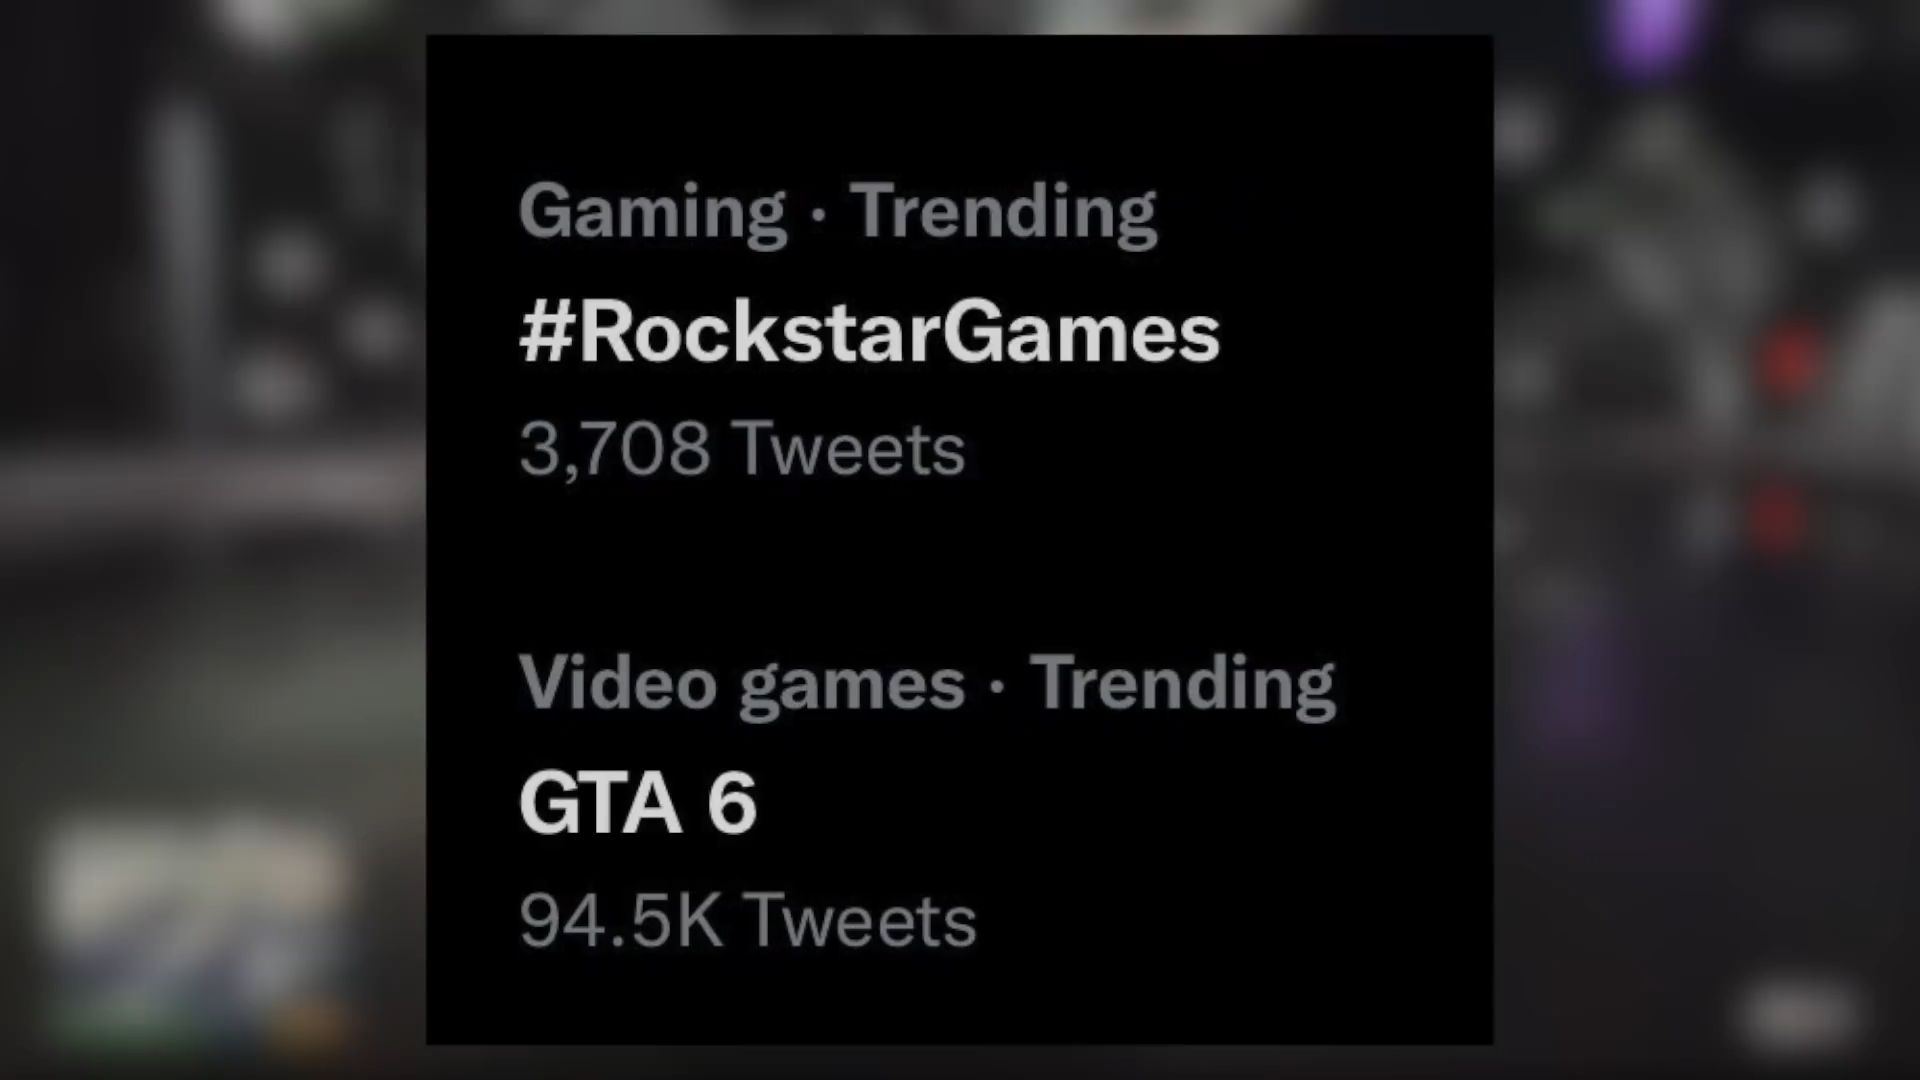 Gaming · Trending
#RockstarGames
3,708 Tweets
Video games · Trending
GTA 6
94.5K Tweets